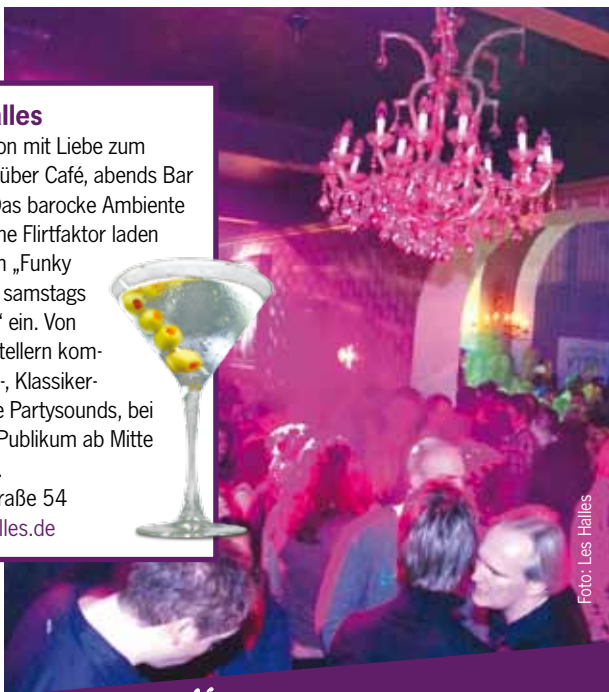 lles
on mit Liebe zum
über Café, abends Bar
Das barocke Ambiente
he Flirtfaktor laden
n „Funky
samstags
“ ein. Von
tellern kom-
-, Klassiker-
e Partysounds, bei
Publikum ab Mitte
.
raße 54
lles.de
Foto: Les Halles